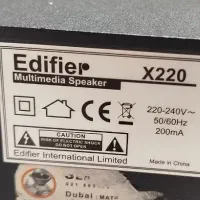 Edifier
Multimedia Speaker
X220
CE
220-240V~
50/60Hz
200mA
CAUTION
RISK OF ELECTRIC SHOCK
DO NOT OPEN
Edifier International Limited
Made in China